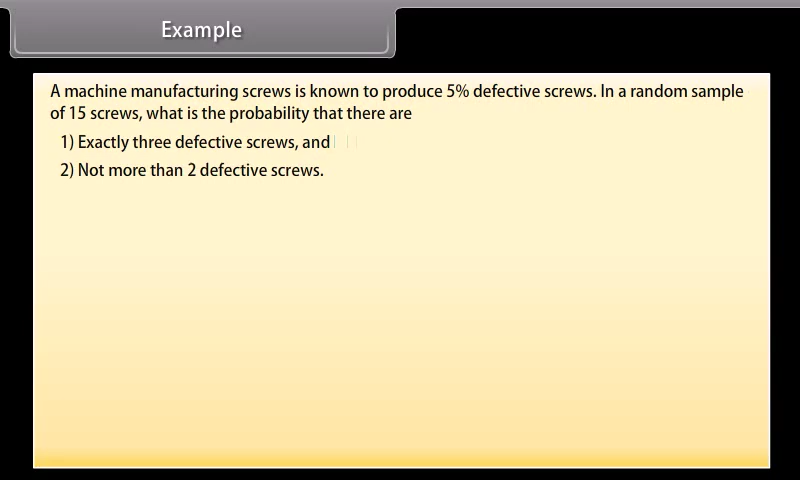 Example
A machine manufacturing screws is known to produce 5% defective screws. In a random sample
of 15 screws, what is the probability that there are
1) Exactly three defective screws, and
2) Not more than 2 defective screws.